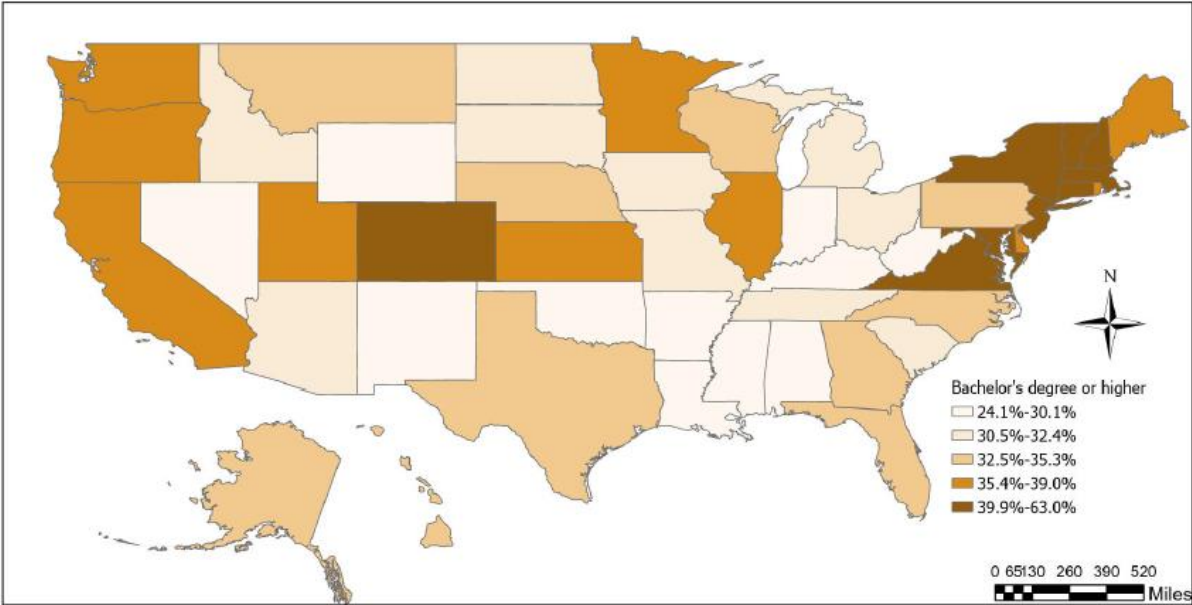 N
Bachelor's degree or higher
24.1%-30.1%
30.5%-32.4%
32.5%-35.3%
35.4%-39.0%
39.9%-63.0%
0 65130 260 390 520
Miles